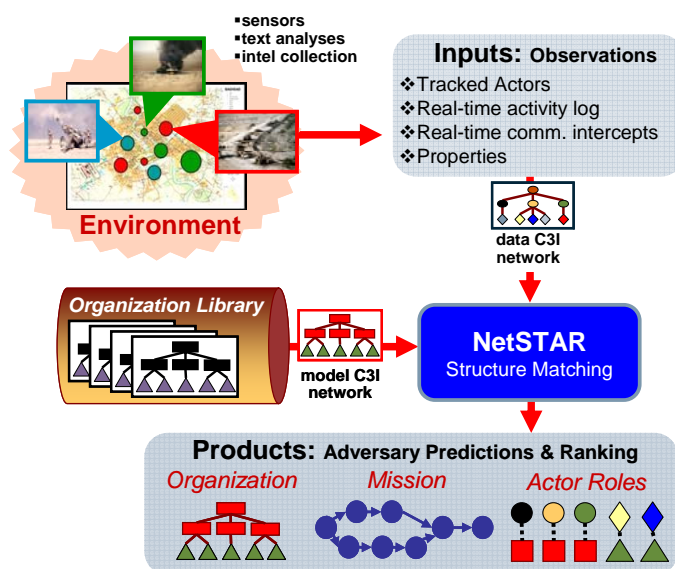 ▪sensors
▪text analyses
▪intel collection
Inputs: Observations
❖Tracked Actors
❖Real-time activity log
❖Real-time comm. intercepts
❖Properties
Environment
data C3I
network
Organization Library
model C3I
network
NetSTAR
Structure Matching
Products: Adversary Predictions & Ranking
Organization
Mission
Actor Roles